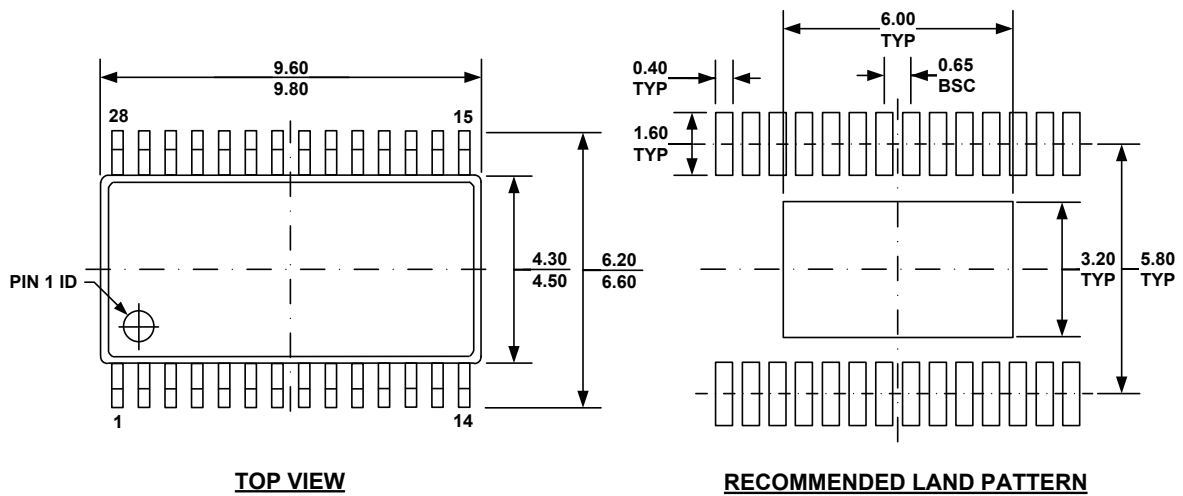 9.60
9.80
28
15
PIN 1 ID
4.30
4.50
6.20
6.60
1
14
TOP VIEW
6.00
TYP
0.40
TYP
0.65
BSC
1.60
TYP
3.20
TYP
5.80
TYP
RECOMMENDED LAND PATTERN